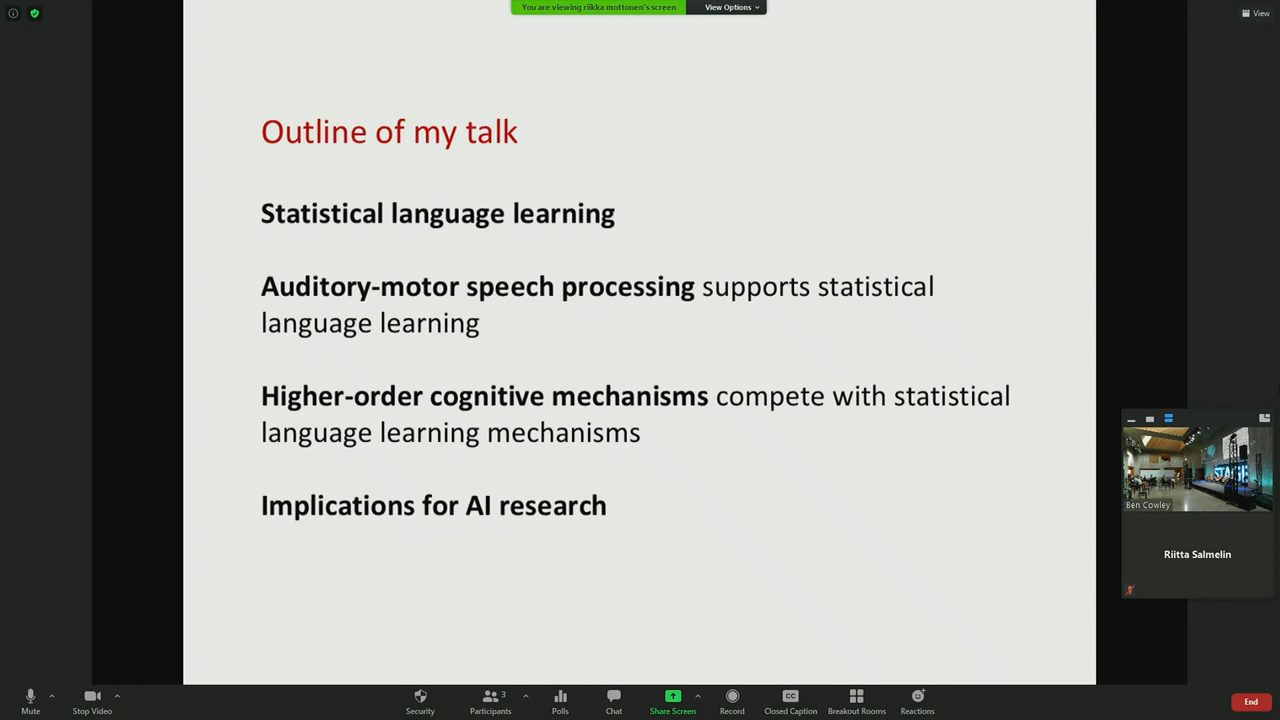 You are viewing riikka mottonen's screen
View Options
View
Outline of my talk
Statistical language learning
Auditory-motor speech processing supports statistical
language learning
Higher-order cognitive mechanisms compete with statistical
language learning mechanisms
Implications for AI research
Ben Cowley
Riitta Salmelin
Mute
Stop Video
Security
Participants
3
Polls
Chat
Share Screen
Record
Closed Caption
Breakout Rooms
Reactions
End